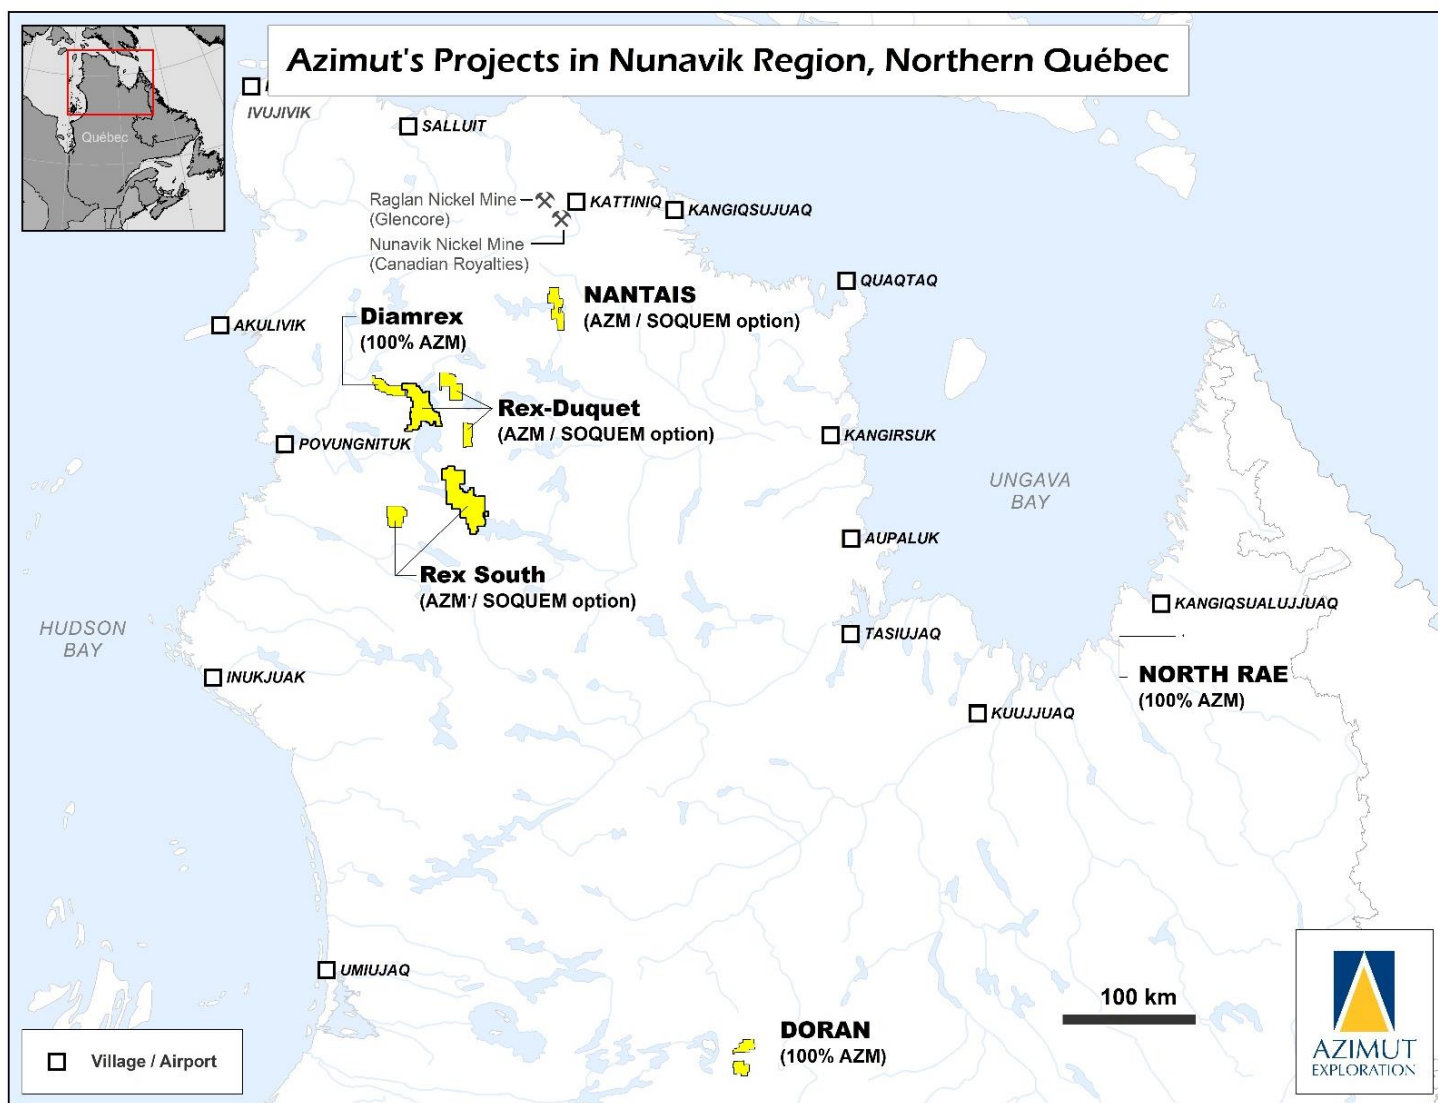 Azimut's Projects in Nunavik Region, Northern Québec
Québec
IVUJIVIK
SALLUIT
Raglan Nickel Mine
(Glencore)
KATTINIQ
KANGIQSUJUAQ
Nunavik Nickel Mine
(Canadian Royalties)
QUAQTAQ
NANTAIS
(AZM / SOQUEM option)
AKULIVIK
Diamrex
(100% AZM)
Rex-Duquet
(AZM / SOQUEM option)
POVUNGNITUK
KANGIRSUK
UNGAVA
BAY
AUPALUK
Rex South
(AZM / SOQUEM option)
KANGIQSUALUJJUAQ
HUDSON
BAY
TASIUJAQ
INUKJUAK
NORTH RAE
(100% AZM)
KUUJJUAQ
UMIUJAQ
100 km
DORAN
(100% AZM)
Village / Airport
AZIMUT
EXPLORATION